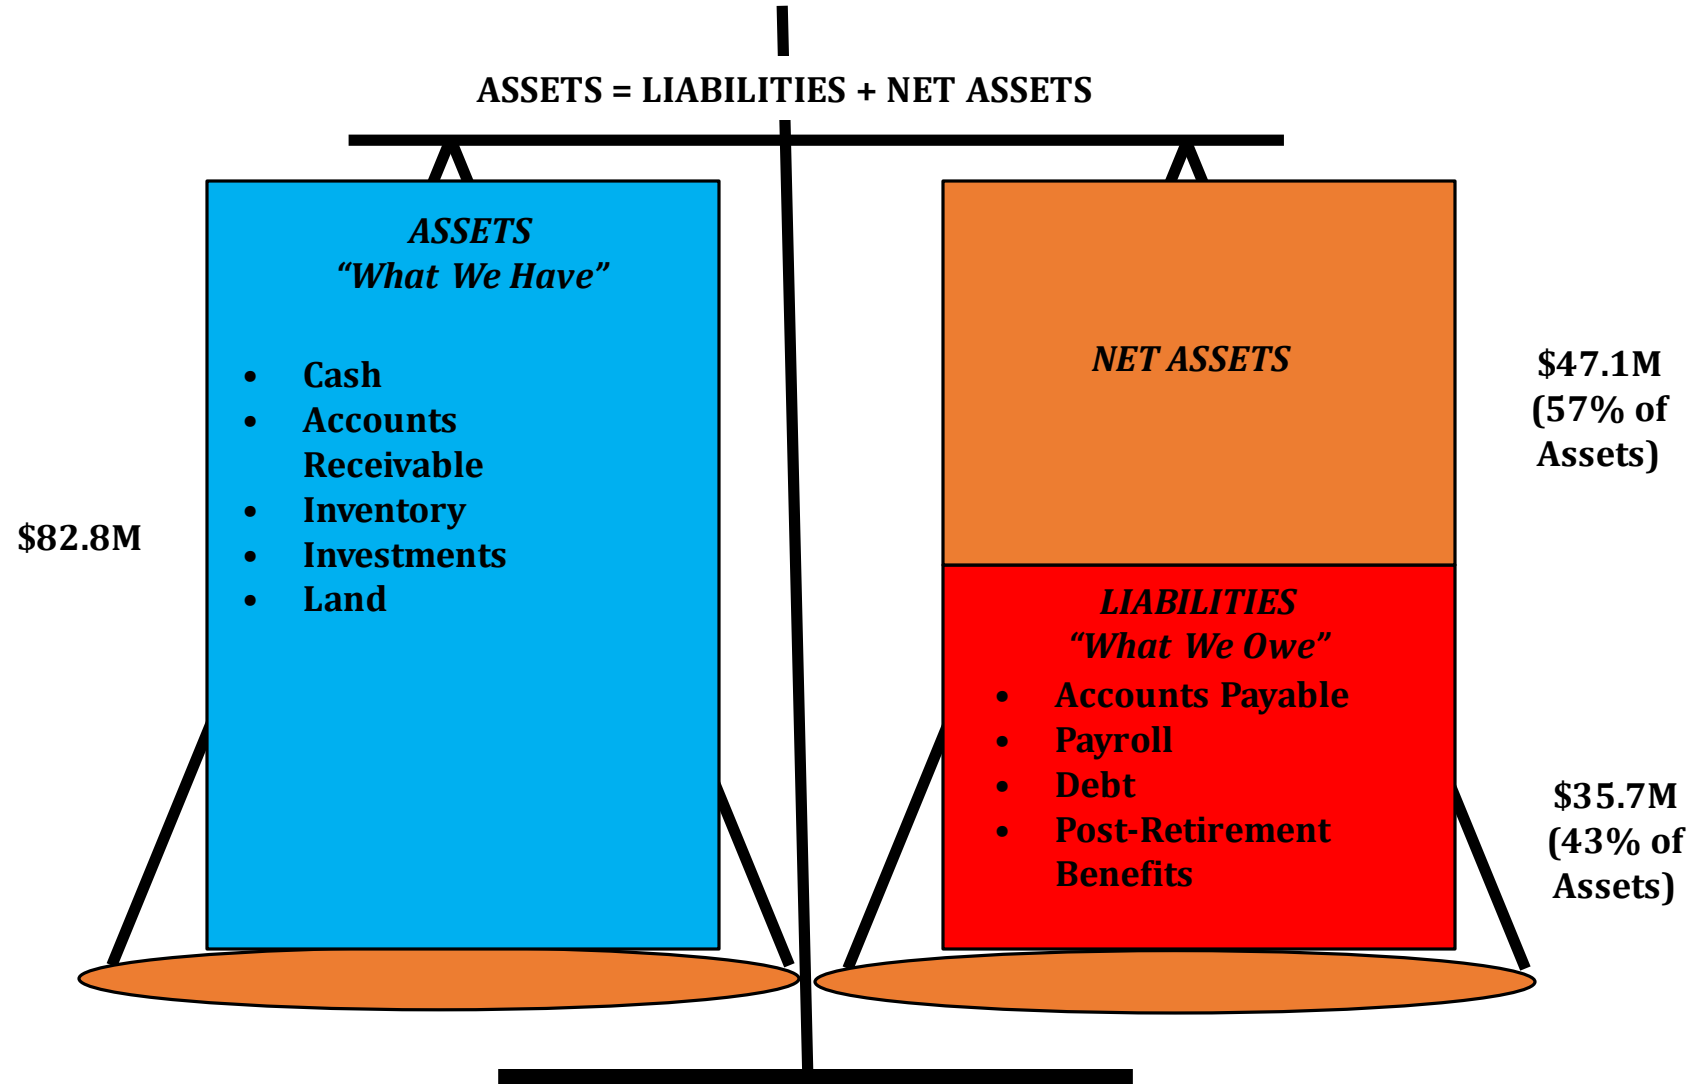 ASSETS = LIABILITIES + NET ASSETS
ASSETS
“What We Have”
• Cash
• Accounts
Receivable
• Inventory
• Investments
• Land
$82.8M
NET ASSETS
$47.1M
(57% of
Assets)
LIABILITIES
“What We Owe”
• Accounts Payable
• Payroll
• Debt
• Post-Retirement
Benefits
$35.7M
(43% of
Assets)